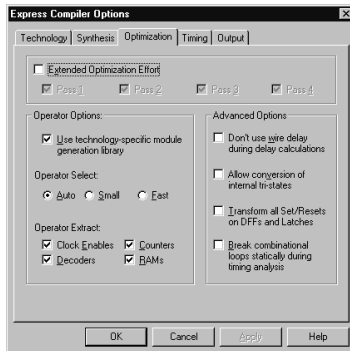 Express Compiler Options
Technology Synthesis Optimization Timing Output
Extended Optimization Effort
Pass 1 Pass 2 Pass 3 Pass 4
Operator Options:
Use technology-specific module
generation library
Operator Select:
Auto Small Fast
Operator Extract:
Clock Enables Counters
Decoders RAMs
Advanced Options
Don't use wire delay
during delay calculations
Allow conversion of
internal tri-states
Transform all Set/Resets
on DFFs and Latches
Break combinational
loops statically during
timing analysis
OK Cancel Apply Help